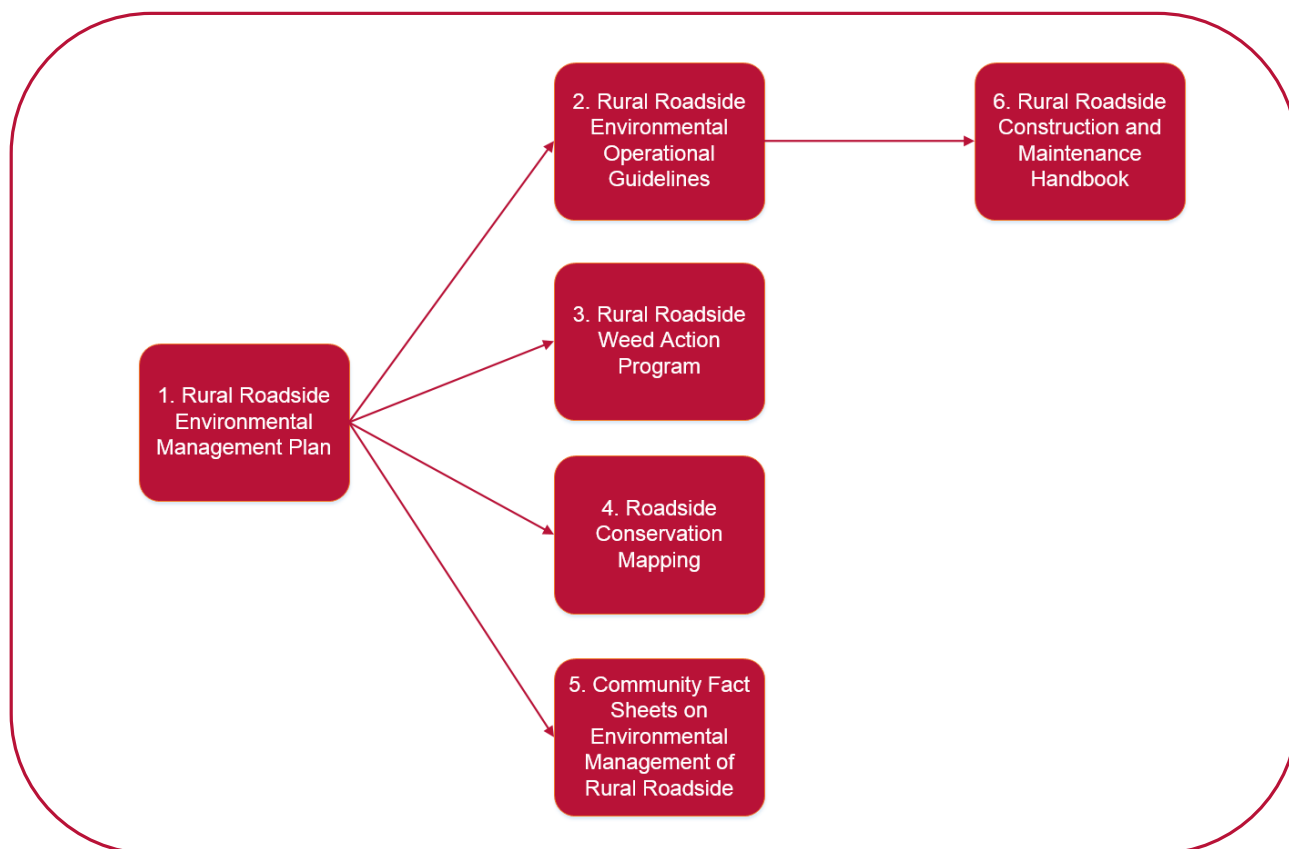 1. Rural Roadside
Environmental
Management Plan
2. Rural Roadside
Environmental
Operational
Guidelines
3. Rural Roadside
Weed Action
Program
4. Roadside
Conservation
Mapping
5. Community Fact
Sheets on
Environmental
Management of
Rural Roadside
6. Rural Roadside
Construction and
Maintenance
Handbook